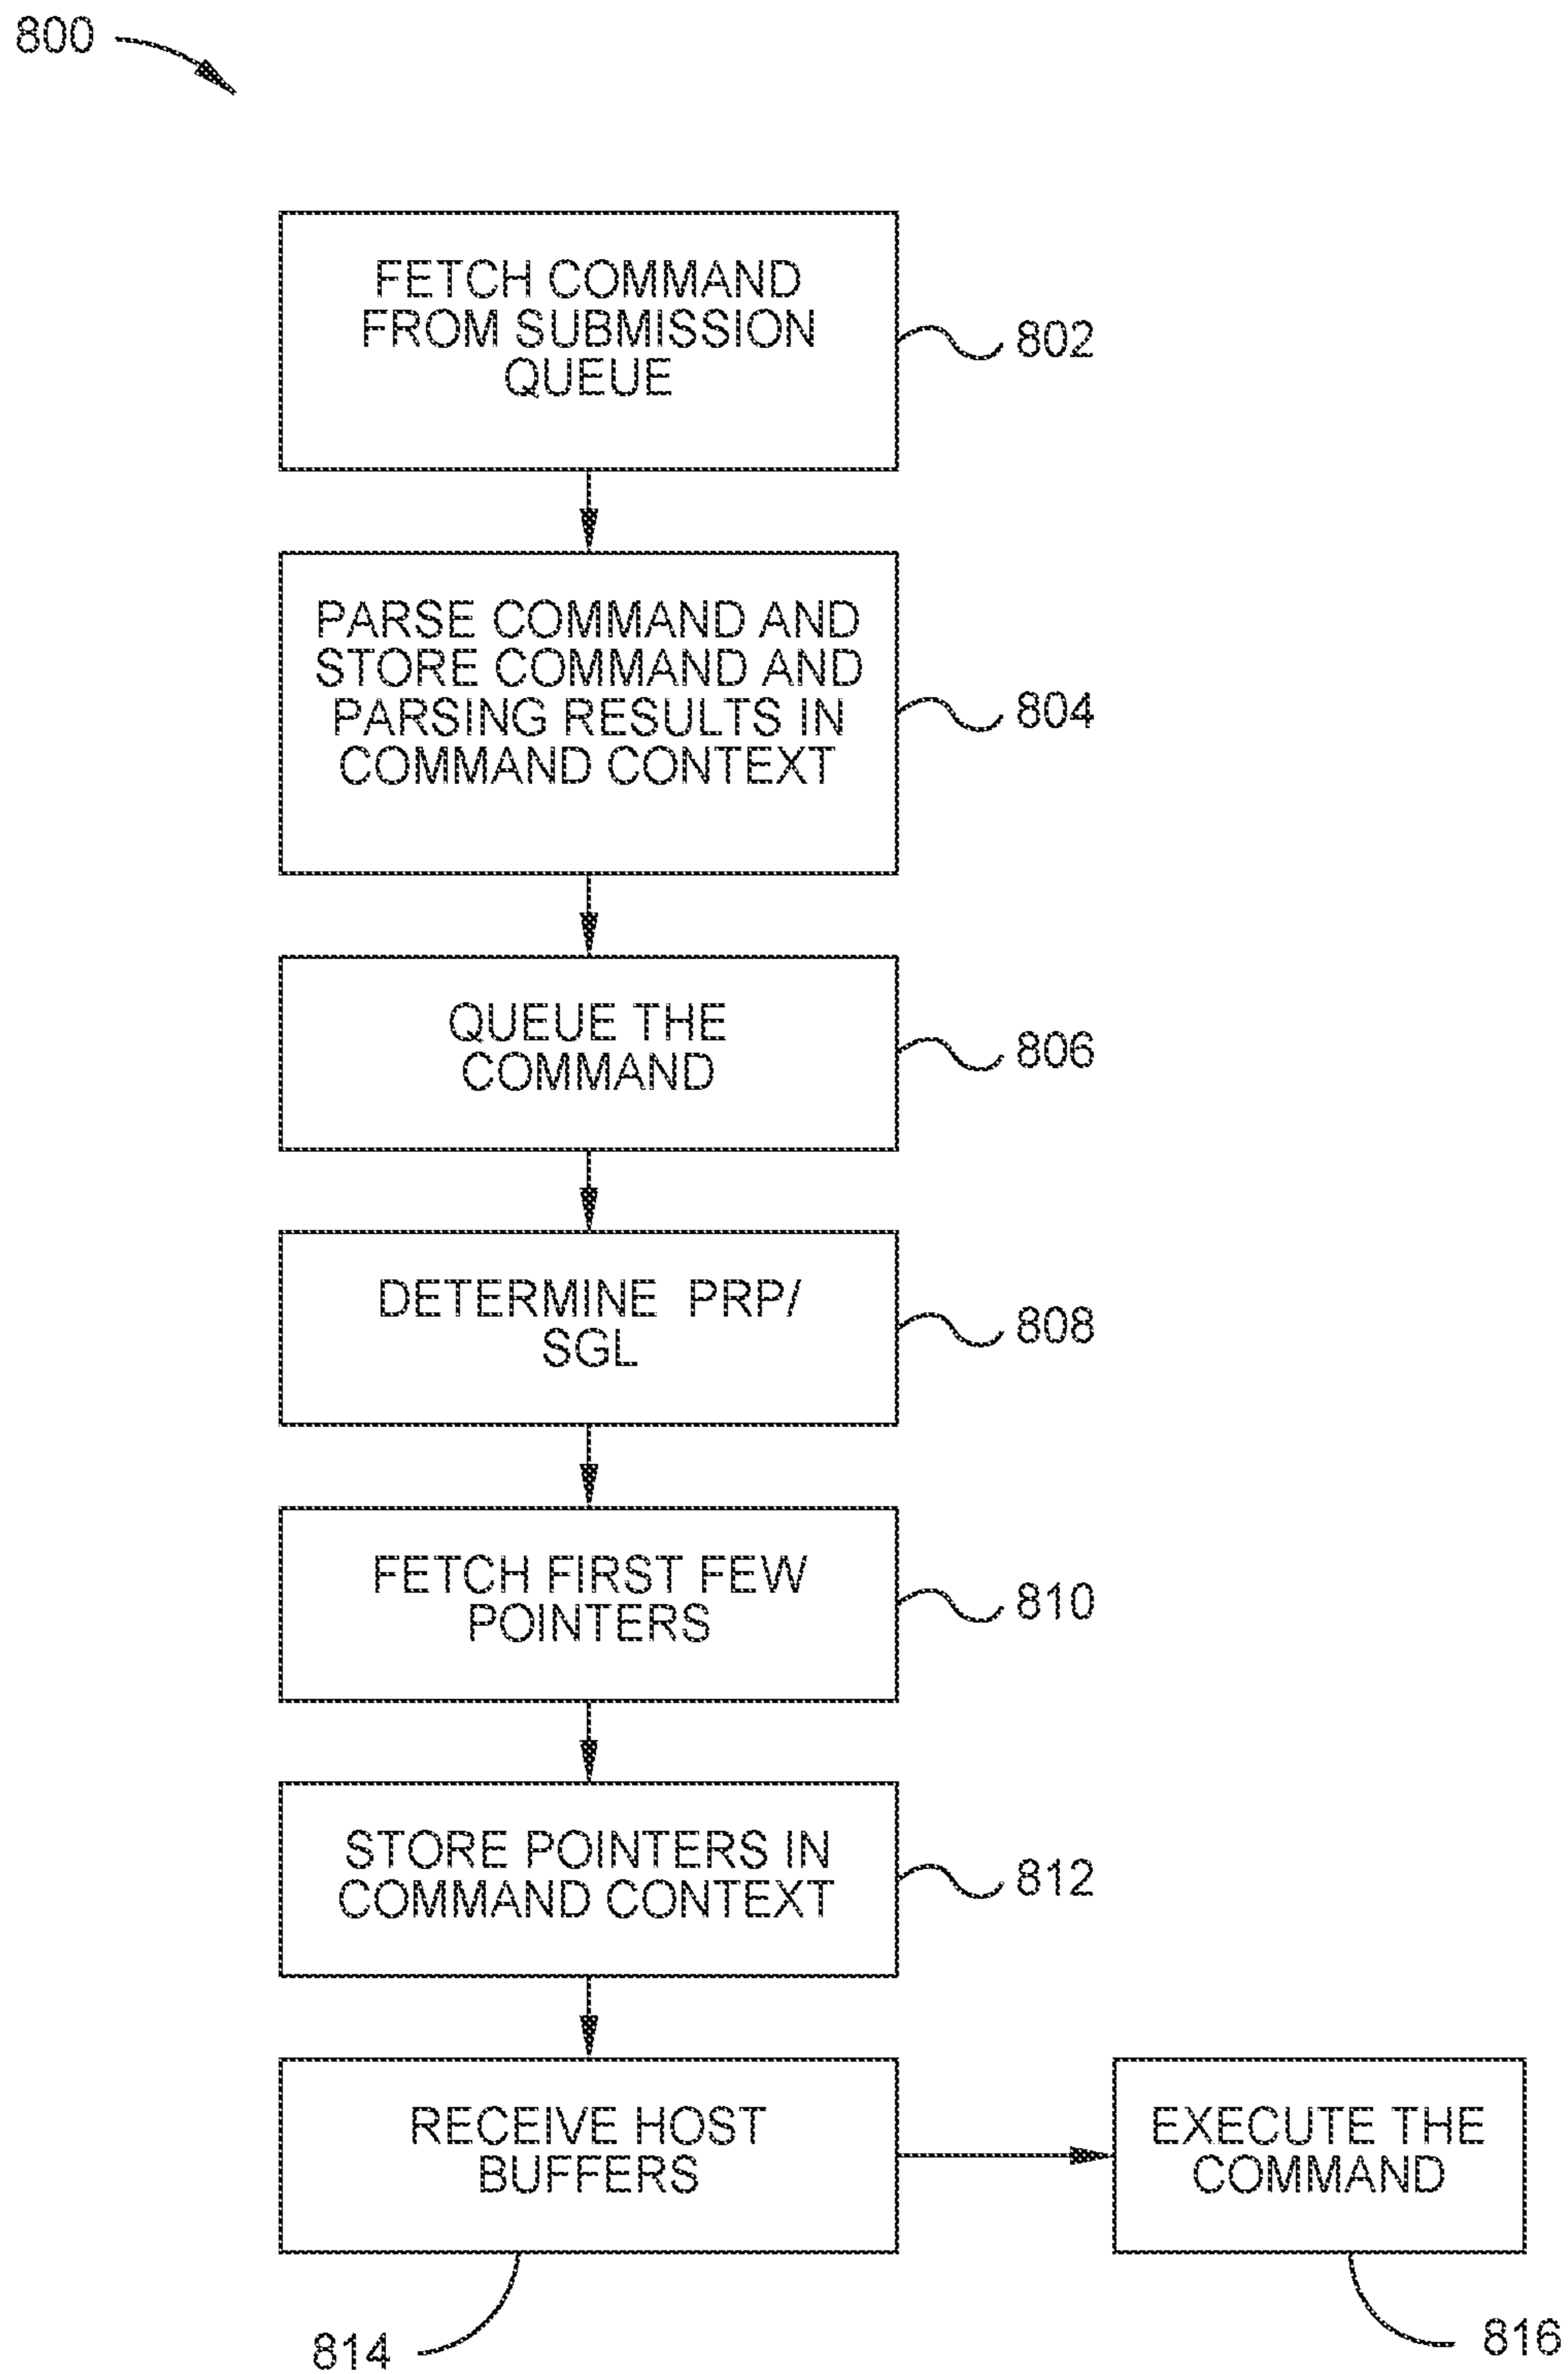 800
FETCH COMMAND
FROM SUBMISSION
QUEUE
802
PARSE COMMAND AND
STORE COMMAND AND
PARSING RESULTS IN
COMMAND CONTEXT
804
QUEUE THE
COMMAND
806
DETERMINE PRP/
SGL
808
FETCH FIRST FEW
POINTERS
810
STORE POINTERS IN
COMMAND CONTEXT
812
RECEIVE HOST
BUFFERS
814
EXECUTE THE
COMMAND
816